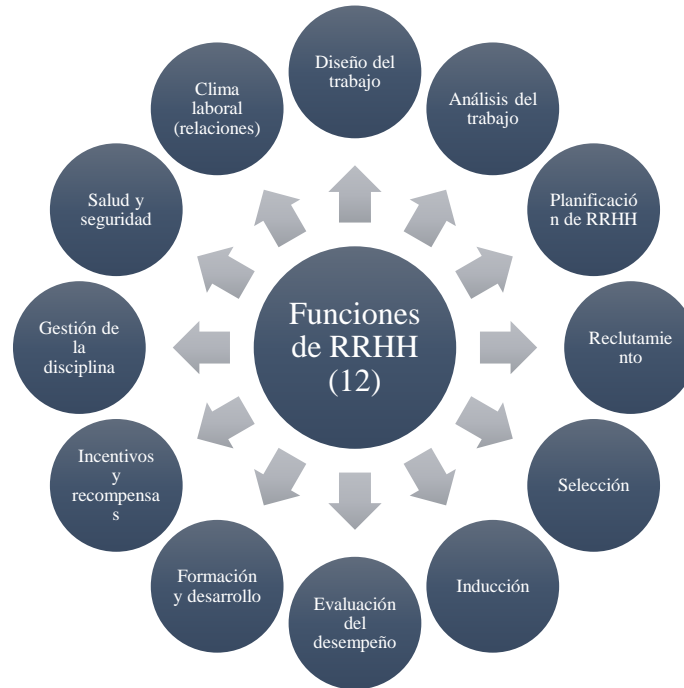 Diseño del
trabajo
Análisis del
trabajo
Planificació
n de RRHH
Reclutamie
nto
Selección
Inducción
Evaluación
del
desempeño
Formación
y desarrollo
Incentivos
y
recompensa
s
Gestión de
la
disciplina
Salud y
seguridad
Clima
laboral
(relaciones)
Funciones
de RRHH
(12)